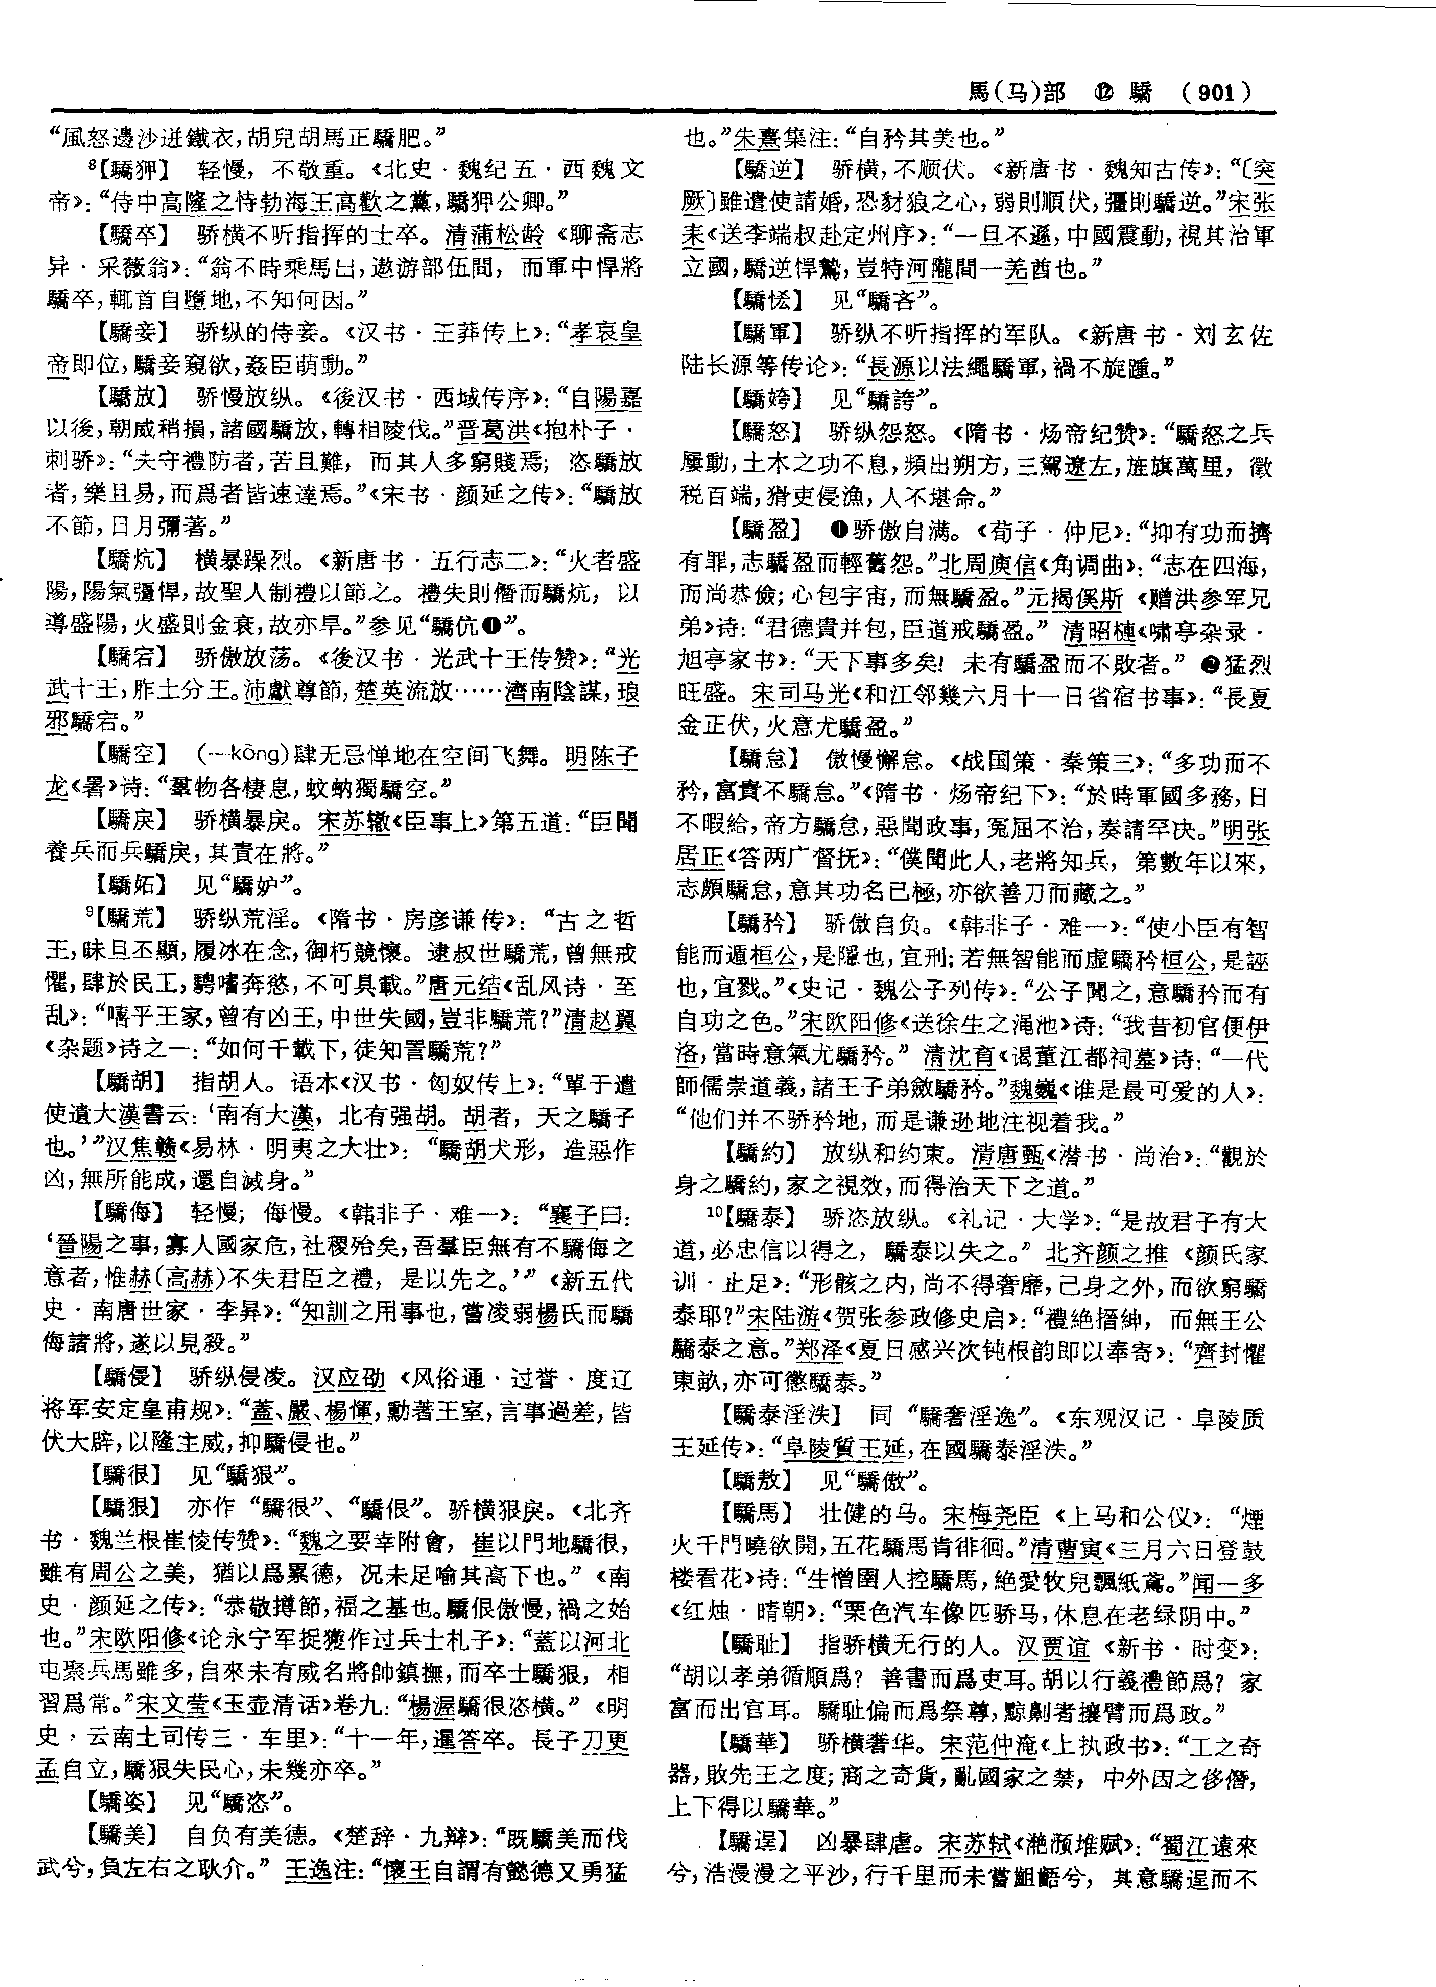 馬(马)部 ⑫ 驕 (901)
“風怒邊沙迸鐵衣，胡兒胡馬正驕肥。”
⁸【驕狎】 轻慢，不敬重。《北史·魏纪五·西魏文
帝》：“侍中高隆之恃勃海王高歡之黨，驕狎公卿。”
【驕卒】 骄横不听指挥的士卒。清蒲松龄《聊斋志
异·采薇翁》：“翁不時乘馬出，遨游部伍間，而軍中悍將
驕卒，輒首自墮地，不知何因。”
【驕妾】 骄纵的侍妾。《汉书·王莽传上》：“孝哀皇
帝即位，驕妾窺欲，姦臣萌動。”
【驕放】 骄慢放纵。《後汉书·西域传序》：“自陽嘉
以後，朝威稍損，諸國驕放，轉相陵伐。”晋葛洪《抱朴子·
刺骄》：“夫守禮防者，苦且難，而其人多窮賤焉；恣驕放
者，樂且易，而爲者皆速達焉。”《宋书·颜延之传》：“驕放
不節，日月彌著。”
【驕炕】 横暴躁烈。《新唐书·五行志二》：“火者盛
陽，陽氣彊悍，故聖人制禮以節之。禮失則僭而驕炕，以
導盛陽，火盛則金衰，故亦旱。”参见“驕伉❶”。
【驕宕】 骄傲放荡。《後汉书·光武十王传赞》：“光
武十王，胙土分王。沛獻尊節，楚英流放……濟南陰謀，琅
邪驕宕。”
【驕空】 (—kōng)肆无忌惮地在空间飞舞。明陈子
龙《署》诗：“羣物各棲息，蚊蚋獨驕空。”
【驕戾】 骄横暴戾。宋苏辙《臣事上》第五道：“臣聞
養兵而兵驕戾，其責在將。”
【驕妬】 见“驕妒”。
⁹【驕荒】 骄纵荒淫。《隋书·房彦谦传》：“古之哲
王，昧旦丕顯，履冰在念，御朽競懷。逮叔世驕荒，曾無戒
懼，肆於民上，騁嗜奔慾，不可具載。”唐元结《乱风诗·至
乱》：“嘻乎王家，曾有凶王，中世失國，豈非驕荒？”清赵翼
《杂题》诗之一：“如何千載下，徒知詈驕荒？”
【驕胡】 指胡人。语本《汉书·匈奴传上》：“單于遣
使遺大漢書云：‘南有大漢，北有强胡。胡者，天之驕子
也。’”汉焦赣《易林·明夷之大壮》：“驕胡犬形，造惡作
凶，無所能成，還自滅身。”
【驕侮】 轻慢；侮慢。《韩非子·难一》：“襄子曰：
‘晉陽之事，寡人國家危，社稷殆矣，吾羣臣無有不驕侮之
意者，惟赫(高赫)不失君臣之禮，是以先之。’”《新五代
史·南唐世家·李昇》：“知訓之用事也，嘗凌弱楊氏而驕
侮諸將，遂以見殺。”
【驕侵】 骄纵侵凌。汉应劭《风俗通·过誉·度辽
将军安定皇甫规》：“蓋、嚴、楊惲，勳著王室，言事過差，皆
伏大辟，以隆主威，抑驕侵也。”
【驕很】 见“驕狠”。
【驕狠】 亦作“驕很”、“驕佷”。骄横狠戾。《北齐
书·魏兰根崔㥄传赞》：“魏之要幸附會，崔以門地驕很，
雖有周公之美，猶以爲累德，况未足喻其高下也。”《南
史·颜延之传》：“恭敬撙節，福之基也。驕佷傲慢，禍之始
也。”宋欧阳修《论永宁军捉獲作过兵士札子》：“蓋以河北
屯聚兵馬雖多，自來未有威名將帥鎮撫，而卒士驕狠，相
習爲常。”宋文莹《玉壶清话》卷九：“楊渥驕很恣横。”《明
史·云南土司传三·车里》：“十一年，暹答卒。長子刀更
孟自立，驕狠失民心，未幾亦卒。”
【驕姿】 见“驕恣”。
【驕美】 自负有美德。《楚辞·九辩》：“既驕美而伐
武兮，負左右之耿介。”王逸注：“懷王自謂有懿德又勇猛
也。”朱熹集注：“自矜其美也。”
【驕逆】 骄横，不顺伏。《新唐书·魏知古传》：“〔突
厥〕雖遣使請婚，恐豺狼之心，弱則順伏，彊則驕逆。”宋张
耒《送李端叔赴定州序》：“一旦不遜，中國震動，視其治軍
立國，驕逆悍驁，豈特河隴間一羌酋也。”
【驕恡】 见“驕吝”。
【驕軍】 骄纵不听指挥的军队。《新唐书·刘玄佐
陆长源等传论》：“長源以法繩驕軍，禍不旋踵。”
【驕姱】 见“驕誇”。
【驕怒】 骄纵怨怒。《隋书·炀帝纪赞》：“驕怒之兵
屢動，土木之功不息，頻出朔方，三駕遼左，旌旗萬里，徵
税百端，猾吏侵漁，人不堪命。”
【驕盈】 ❶骄傲自满。《荀子·仲尼》：“抑有功而擠
有罪，志驕盈而輕舊怨。”北周庾信《角调曲》：“志在四海，
而尚恭儉；心包宇宙，而無驕盈。”元揭傒斯《赠洪参军兄
弟》诗：“君德貴并包，臣道戒驕盈。”清昭槤《啸亭杂录·
旭亭家书》：“天下事多矣！未有驕盈而不敗者。”❷猛烈
旺盛。宋司马光《和江邻幾六月十一日省宿书事》：“長夏
金正伏，火意尤驕盈。”
【驕怠】 傲慢懈怠。《战国策·秦策三》：“多功而不
矜，富貴不驕怠。”《隋书·炀帝纪下》：“於時軍國多務，日
不暇給，帝方驕怠，惡聞政事，冤屈不治，奏請罕决。”明张
居正《答两广督抚》：“僕聞此人，老將知兵，第數年以來，
志頗驕怠，意其功名已極，亦欲善刀而藏之。”
【驕矜】 骄傲自负。《韩非子·难一》：“使小臣有智
能而遁桓公，是隱也，宜刑；若無智能而虚驕矜桓公，是誣
也，宜戮。”《史记·魏公子列传》：“公子聞之，意驕矜而有
自功之色。”宋欧阳修《送徐生之渑池》诗：“我昔初官便伊
洛，當時意氣尤驕矜。”清沈育《谒董江都祠墓》诗：“一代
師儒崇道義，諸王子弟斂驕矜。”魏巍《谁是最可爱的人》：
“他们并不骄矜地，而是谦逊地注视着我。”
【驕約】 放纵和约束。清唐甄《潜书·尚治》：“觀於
身之驕約，家之視效，而得治天下之道。”
¹⁰【驕泰】 骄恣放纵。《礼记·大学》：“是故君子有大
道，必忠信以得之，驕泰以失之。”北齐颜之推《颜氏家
训·止足》：“形骸之内，尚不得奢靡，己身之外，而欲窮驕
泰耶？”宋陆游《贺张参政修史启》：“禮絶搢紳，而無王公
驕泰之意。”郑泽《夏日感兴次钝根韵即以奉寄》：“齊封懼
東畝，亦可懲驕泰。”
【驕泰淫泆】 同“驕奢淫逸”。《东观汉记·阜陵质
王延传》：“阜陵質王延，在國驕泰淫泆。”
【驕敖】 见“驕傲”。
【驕馬】 壮健的马。宋梅尧臣《上马和公仪》：“煙
火千門曉欲開，五花驕馬肯徘徊。”清曹寅《三月六日登鼓
楼看花》诗：“生憎圉人控驕馬，絶愛牧兒飄紙鳶。”闻一多
《红烛·晴朝》：“栗色汽车像匹骄马，休息在老绿阴中。”
【驕耻】 指骄横无行的人。汉贾谊《新书·时变》：
“胡以孝弟循順爲？善書而爲吏耳。胡以行義禮節爲？家
富而出官耳。驕耻偏而爲祭尊，黥劓者攘臂而爲政。”
【驕華】 骄横奢华。宋范仲淹《上执政书》：“工之奇
器，敗先王之度；商之奇貨，亂國家之禁，中外因之侈僭，
上下得以驕華。”
【驕逞】 凶暴肆虐。宋苏轼《滟滪堆赋》：“蜀江遠來
兮，浩漫漫之平沙，行千里而未嘗齟齬兮，其意驕逞而不